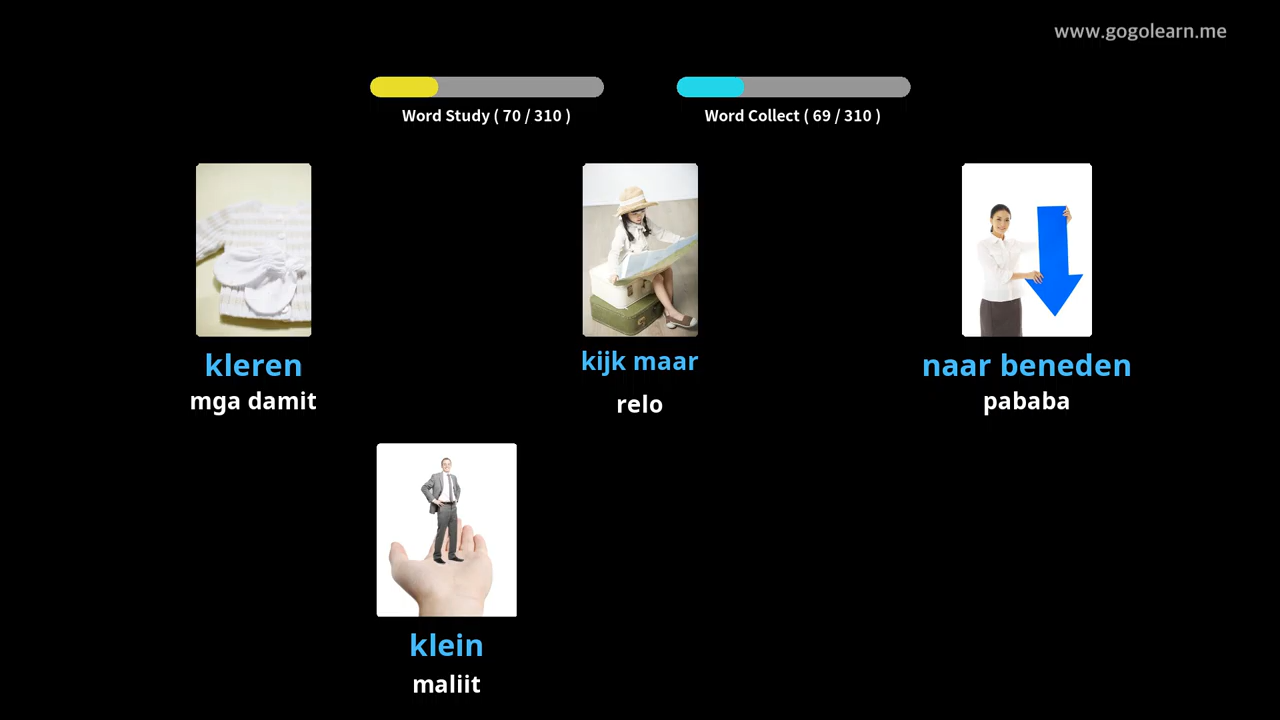 www.gogolearn.me
Word Study ( 70 / 310 )
Word Collect ( 69 / 310 )
kleren
mga damit
kijk maar
relo
naar beneden
pababa
klein
maliit